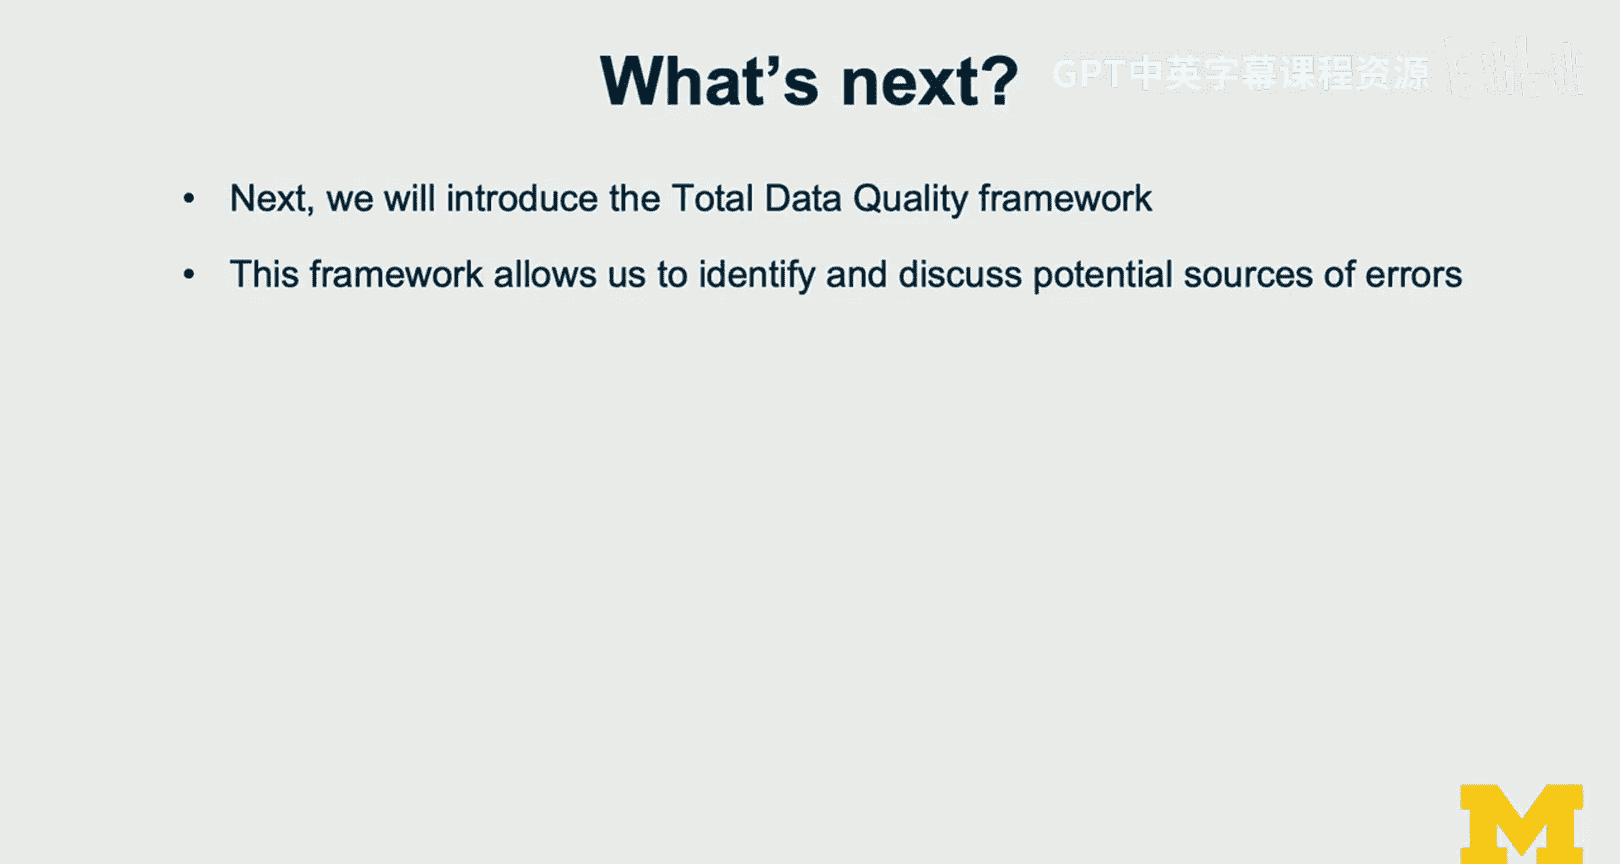 What’s next?
GPT中英字幕课程资源
• Next, we will introduce the Total Data Quality framework
• This framework allows us to identify and discuss potential sources of errors
M